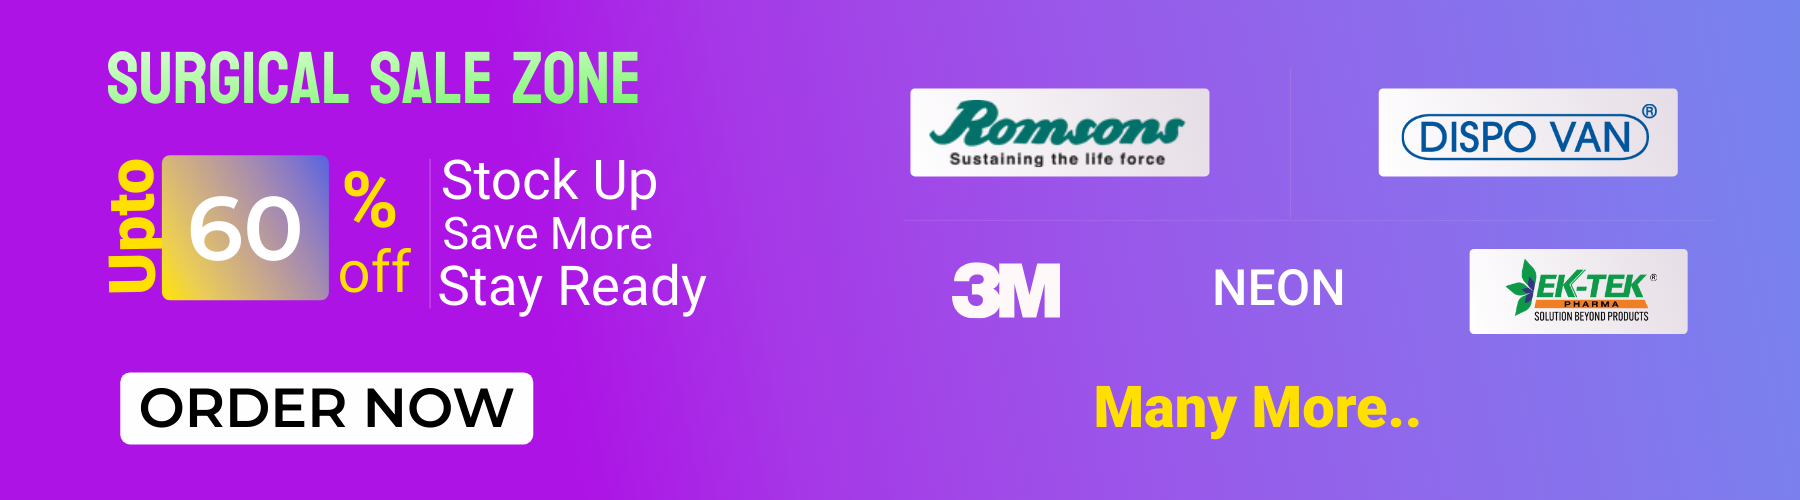 SURGICAL SALE ZONE
Upto
60
%
off
Stock Up
Save More
Stay Ready
ORDER NOW
Romsons
Sustaining the life force
DISPO VAN®
3M
NEON
EK-TEK®
PHARMA
SOLUTION BEYOND PRODUCTS
Many More..